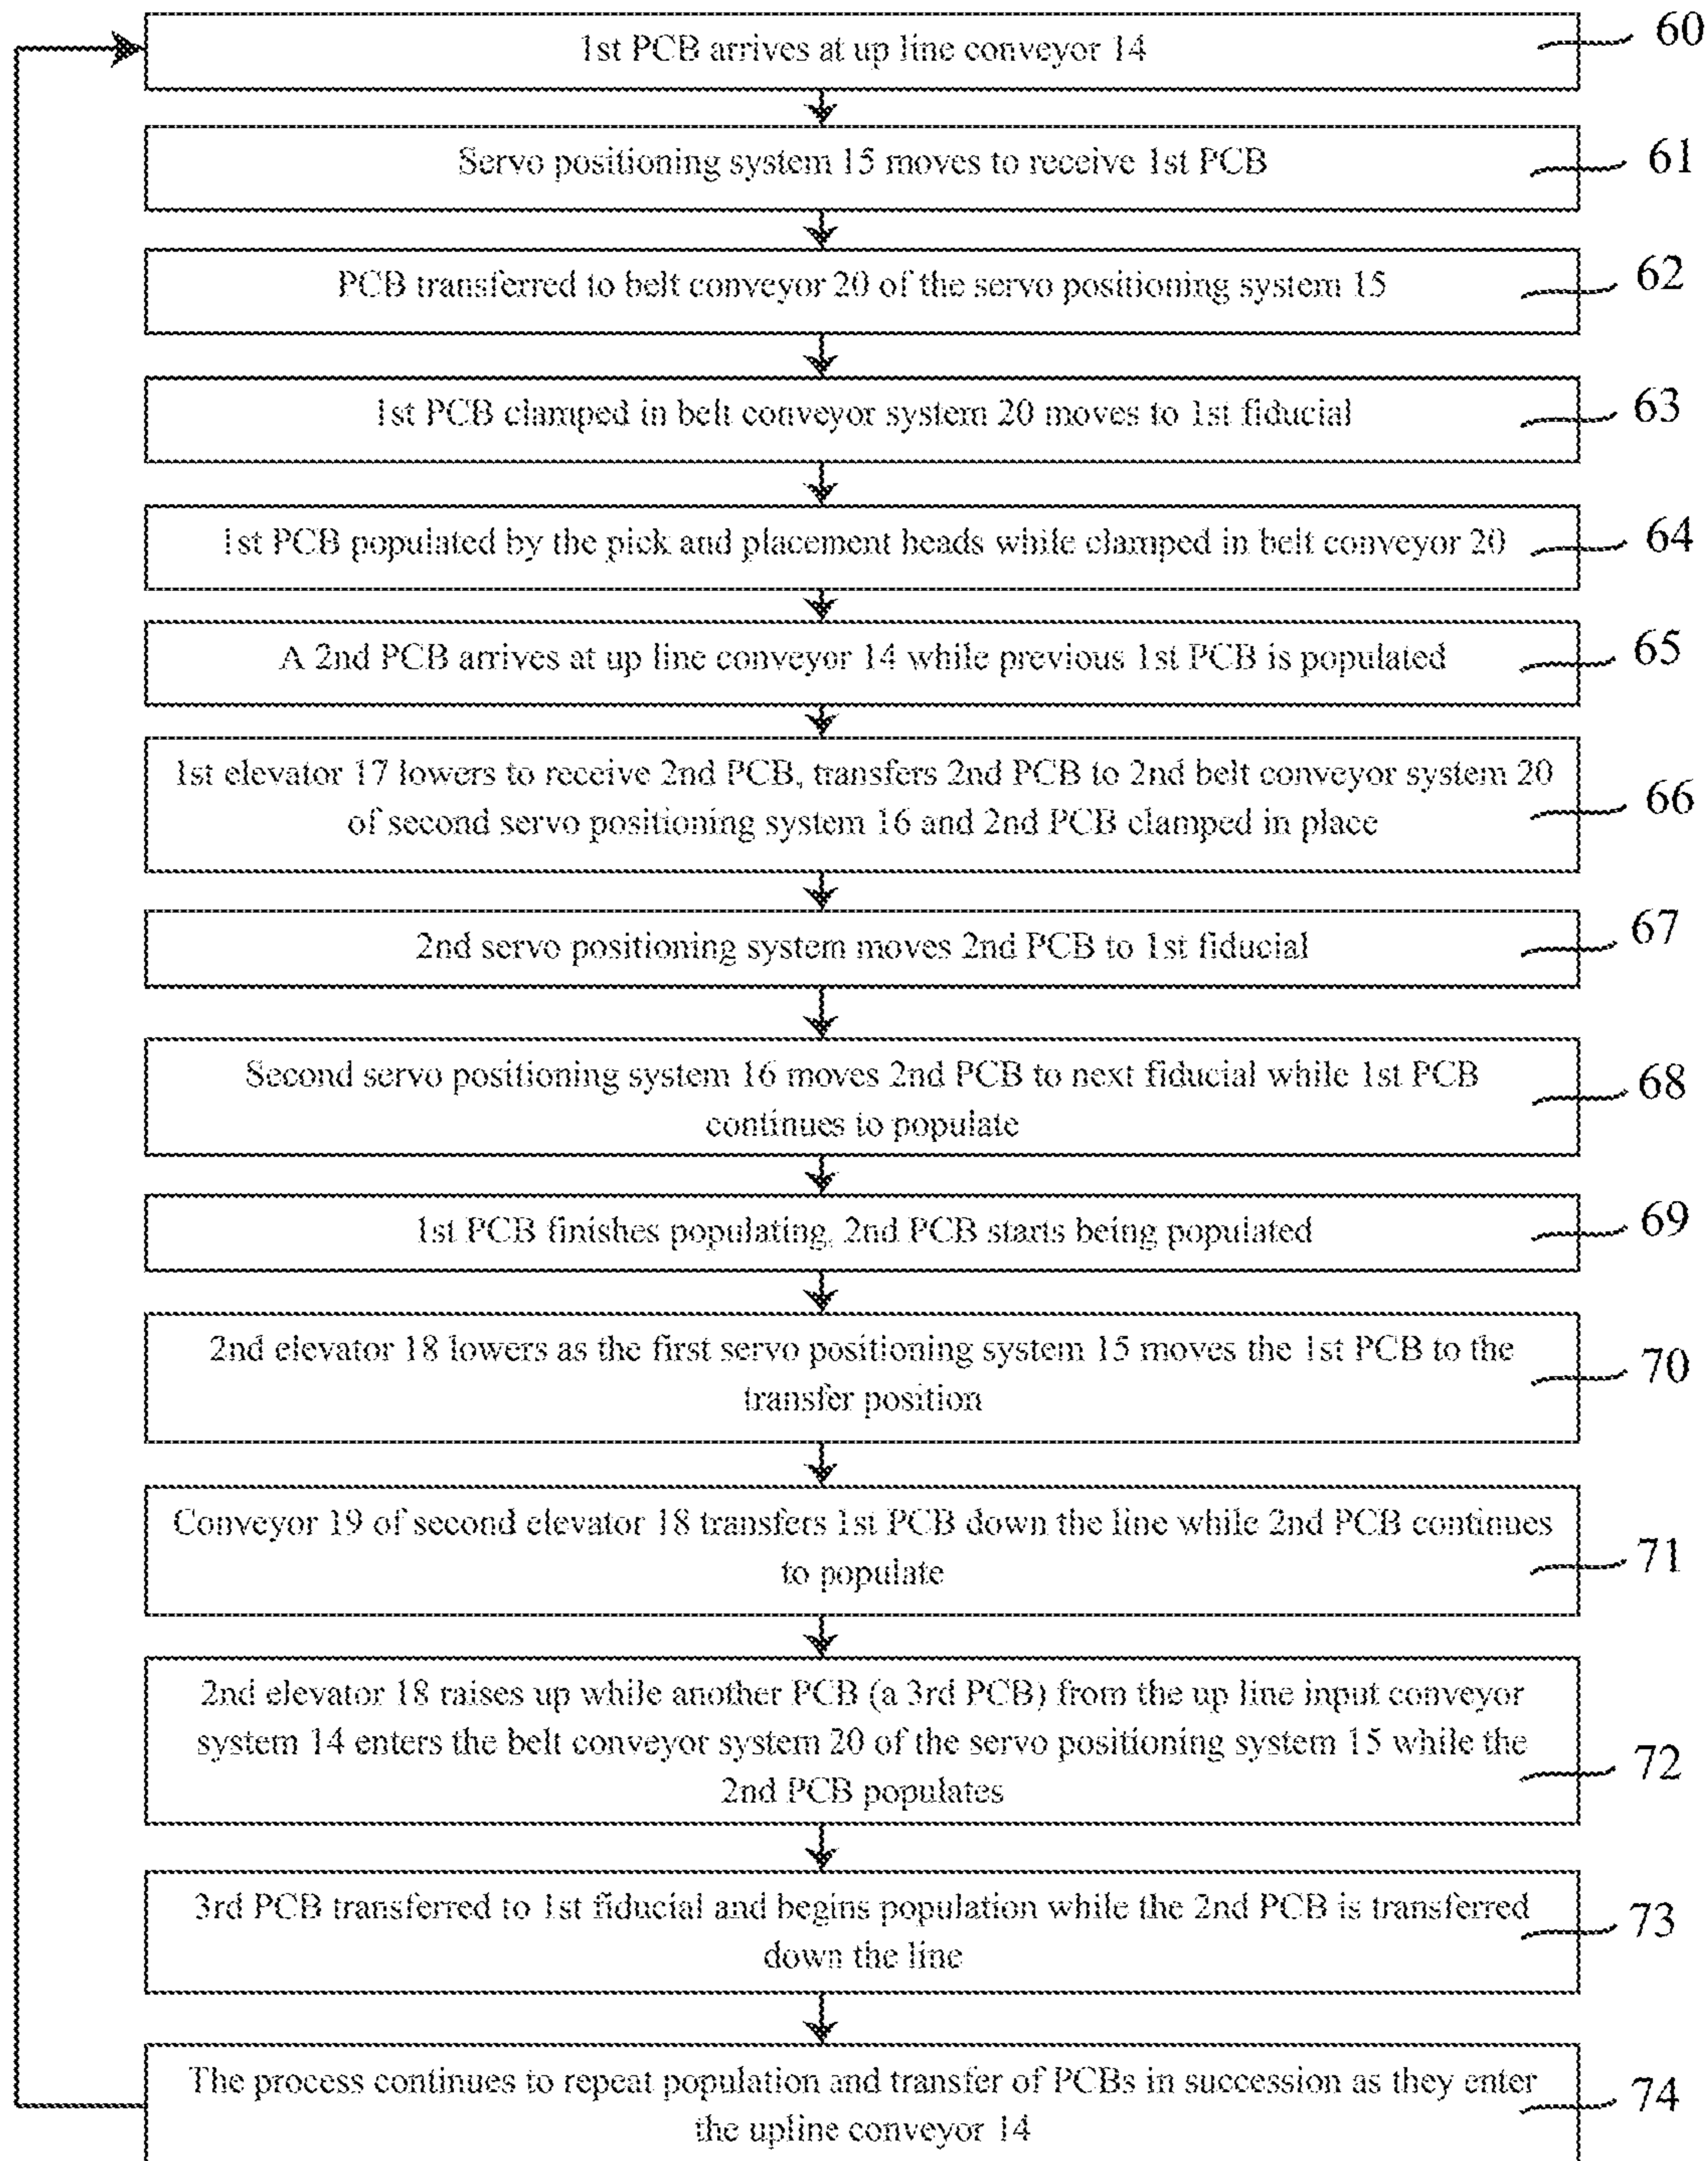 1st PCB arrives at up line conveyor 14
60
Servo positioning system 15 moves to receive 1st PCB
61
PCB transferred to belt conveyor 20 of the servo positioning system 15
62
1st PCB clamped in belt conveyor system 20 moves to 1st fiducial
63
1st PCB populated by the pick and placement heads while clamped in belt conveyor 20
64
A 2nd PCB arrives at up line conveyor 14 while previous 1st PCB is populated
65
1st elevator 17 lowers to receive 2nd PCB, transfers 2nd PCB to 2nd belt conveyor system 20
of second servo positioning system 16 and 2nd PCB clamped in place
66
2nd servo positioning system moves 2nd PCB to 1st fiducial
67
Second servo positioning system 16 moves 2nd PCB to next fiducial while 1st PCB
continues to populate
68
1st PCB finishes populating, 2nd PCB starts being populated
69
2nd elevator 18 lowers as the first servo positioning system 15 moves the 1st PCB to the
transfer position
70
Conveyor 19 of second elevator 18 transfers 1st PCB down the line while 2nd PCB continues
to populate
71
2nd elevator 18 raises up while another PCB (a 3rd PCB) from the up line input conveyor
system 14 enters the belt conveyor system 20 of the servo positioning system 15 while the
2nd PCB populates
72
3rd PCB transferred to 1st fiducial and begins population while the 2nd PCB is transferred
down the line
73
The process continues to repeat population and transfer of PCBs in succession as they enter
the upline conveyor 14
74